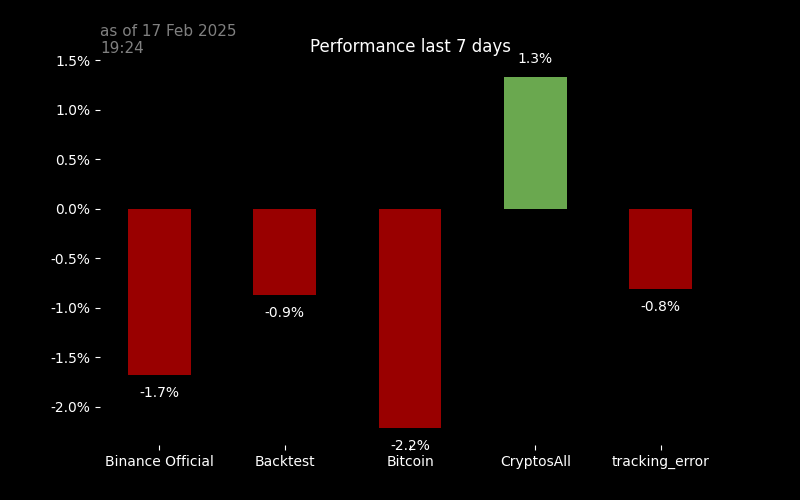 as of 17 Feb 2025
19:24
Performance last 7 days
1.5%
1.0%
0.5%
0.0%
-0.5%
-1.0%
-1.5%
-2.0%
-1.7%
-0.9%
-2.2%
1.3%
-0.8%
Binance Official
Backtest
Bitcoin
CryptosAll
tracking_error